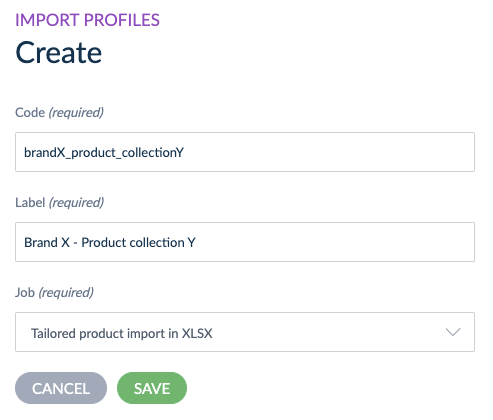 IMPORT PROFILES
Create
Code (required)
brandX_product_collectionY
Label (required)
Brand X - Product collection Y
Job (required)
Tailored product import in XLSX
CANCEL SAVE